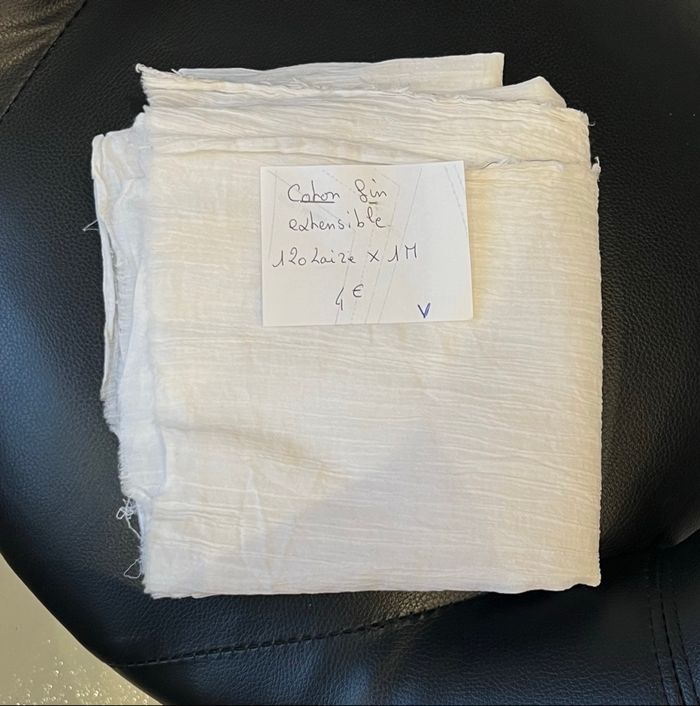 Coton fin
extensible
120 Laize x 1M
4 €
V